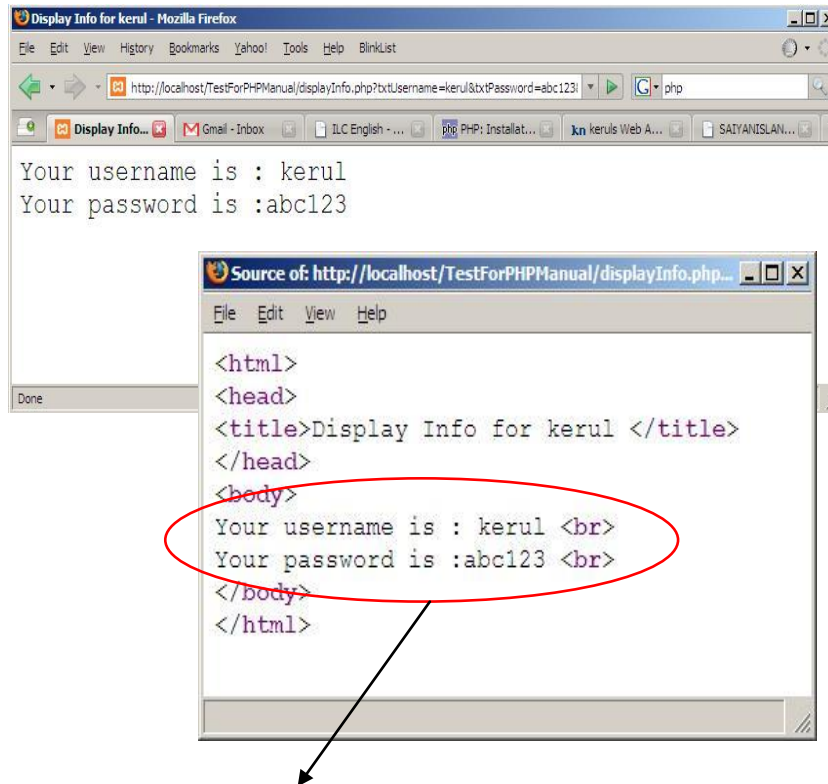 Display Info for kerul - Mozilla Firefox
File Edit View History Bookmarks Yahoo! Tools Help BlinkList
http://localhost/TestForPHPManual/displayInfo.php?txtUsername=kerul&txtPassword=abc123& G php
Display Info... Gmail - Inbox ILC English - ... php PHP: Installat... kn keruls Web A... SAIYANISLAN...
Your username is : kerul
Your password is :abc123
Done
Source of: http://localhost/TestForPHPManual/displayInfo.php...
File Edit View Help
<html>
<head>
<title>Display Info for kerul </title>
</head>
<body>
Your username is : kerul <br>
Your password is :abc123 <br>
</body>
</html>